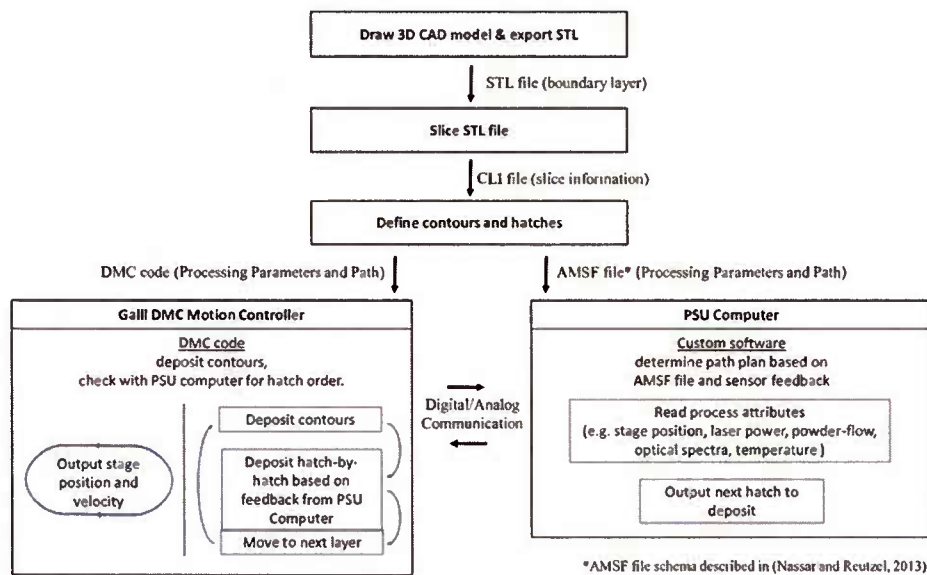 Draw 3D CAD model & export STL
STL file (boundary layer)
Slice STL file
CLI file (slice information)
Define contours and hatches
DMC code (Processing Parameters and Path)
AMSF file* (Processing Parameters and Path)
Galil DMC Motion Controller
DMC code
deposit contours,
check with PSU computer for hatch order.
Output stage
position and
velocity
Deposit contours
Deposit hatch-by-
hatch based on
feedback from PSU
Computer
Move to next layer
Digital/Analog
Communication
PSU Computer
Custom software
determine path plan based on
AMSF file and sensor feedback
Read process attributes
(e.g. stage position, laser power, powder-flow,
optical spectra, temperature)
Output next hatch to
deposit
*AMSF file schema described in (Nassar and Reutzel, 2013)